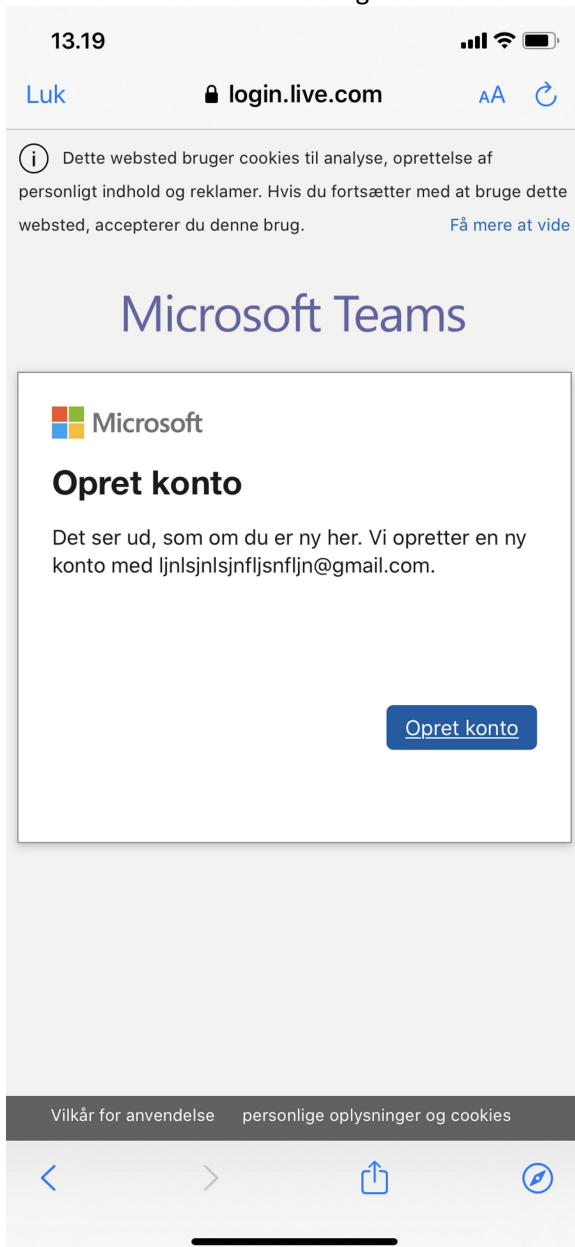 13.19
Luk login.live.com AA
Dette websted bruger cookies til analyse, oprettelse af
personligt indhold og reklamer. Hvis du fortsætter med at bruge dette
websted, accepterer du denne brug. Få mere at vide
Microsoft Teams
Microsoft
Opret konto
Det ser ud, som om du er ny her. Vi opretter en ny
konto med ljnlsjnlsjnfljsnfljn@gmail.com.
Opret konto
Vilkår for anvendelse personlige oplysninger og cookies